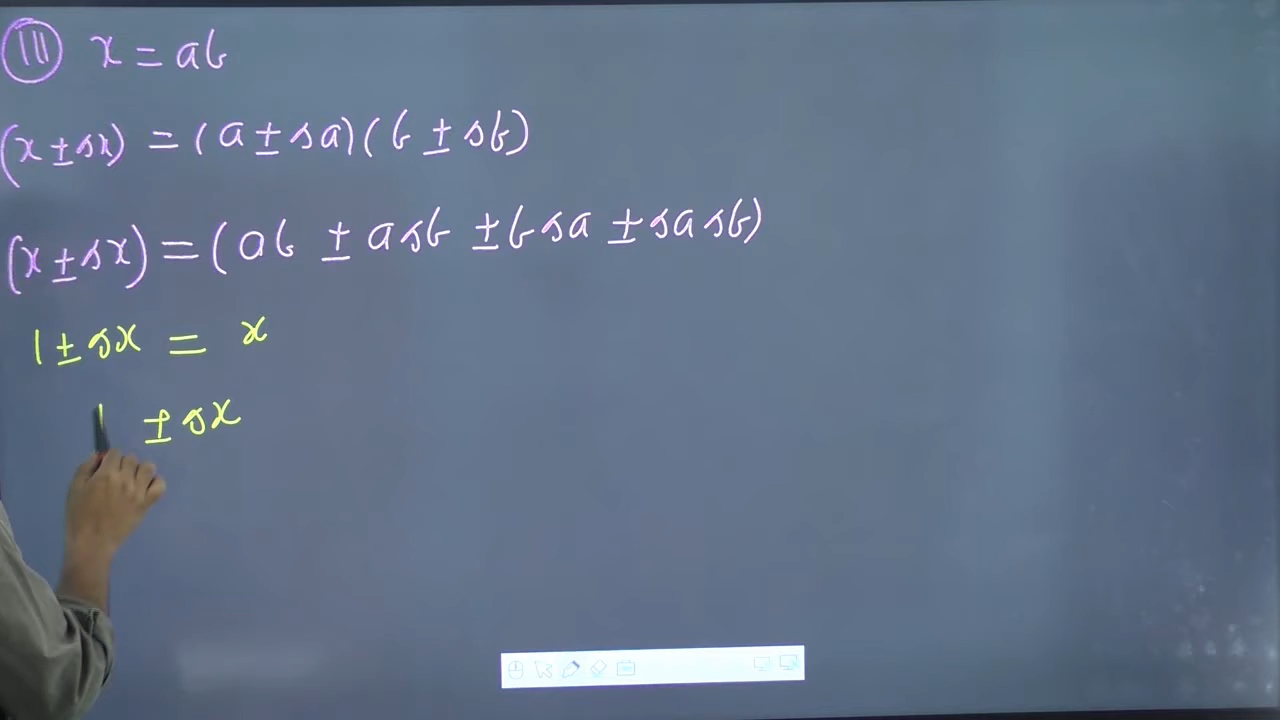 III x = ab
(x ± Δx) = (a ± Δa)(b ± Δb)
(x ± Δx) = (ab ± aΔb ± bΔa ± ΔaΔb)
1 ± Δx = x
1 ± Δx